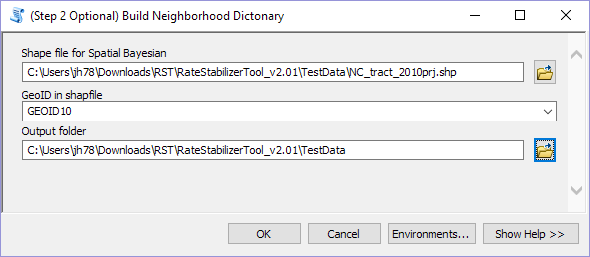 (Step 2 Optional) Build Neighborhood Dictonary
Shape file for Spatial Bayesian
C:\Users\jh78\Downloads\RST\RateStabilizerTool_v2.01\TestData\NC_tract_2010prj.shp
GeoID in shapfile
GEOID10
Output folder
C:\Users\jh78\Downloads\RST\RateStabilizerTool_v2.01\TestData
OK Cancel Environments... Show Help >>